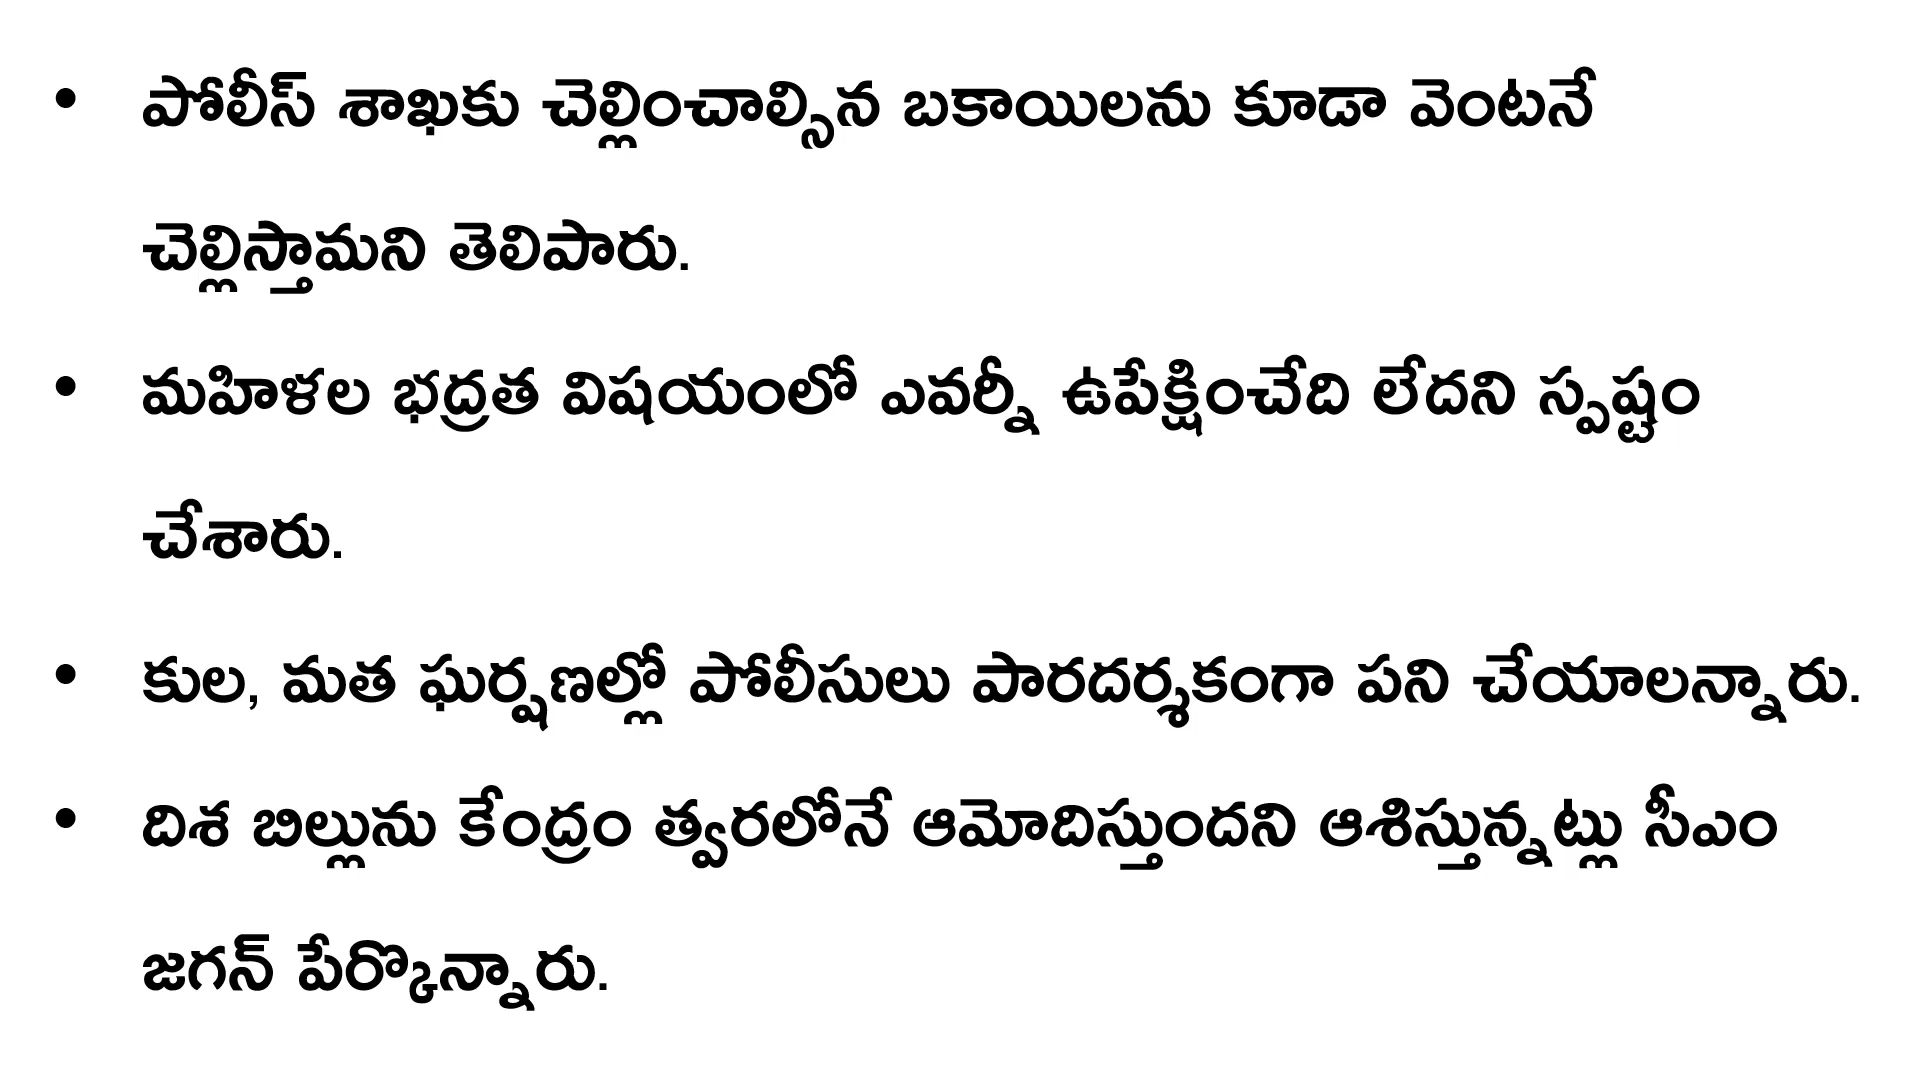 • పోలీస్ శాఖకు చెల్లించాల్సిన బకాయిలను కూడా వెంటనే
చెల్లిస్తామని తెలిపారు.
• మహిళల భద్రత విషయంలో ఎవర్నీ ఉపేక్షించేది లేదని స్పష్టం
చేశారు.
• కుల, మత ఘర్షణల్లో పోలీసులు పారదర్శకంగా పని చేయాలన్నారు.
• దిశ బిల్లును కేంద్రం త్వరలోనే ఆమోదిస్తుందని ఆశిస్తున్నట్లు సీఎం
జగన్ పేర్కొన్నారు.